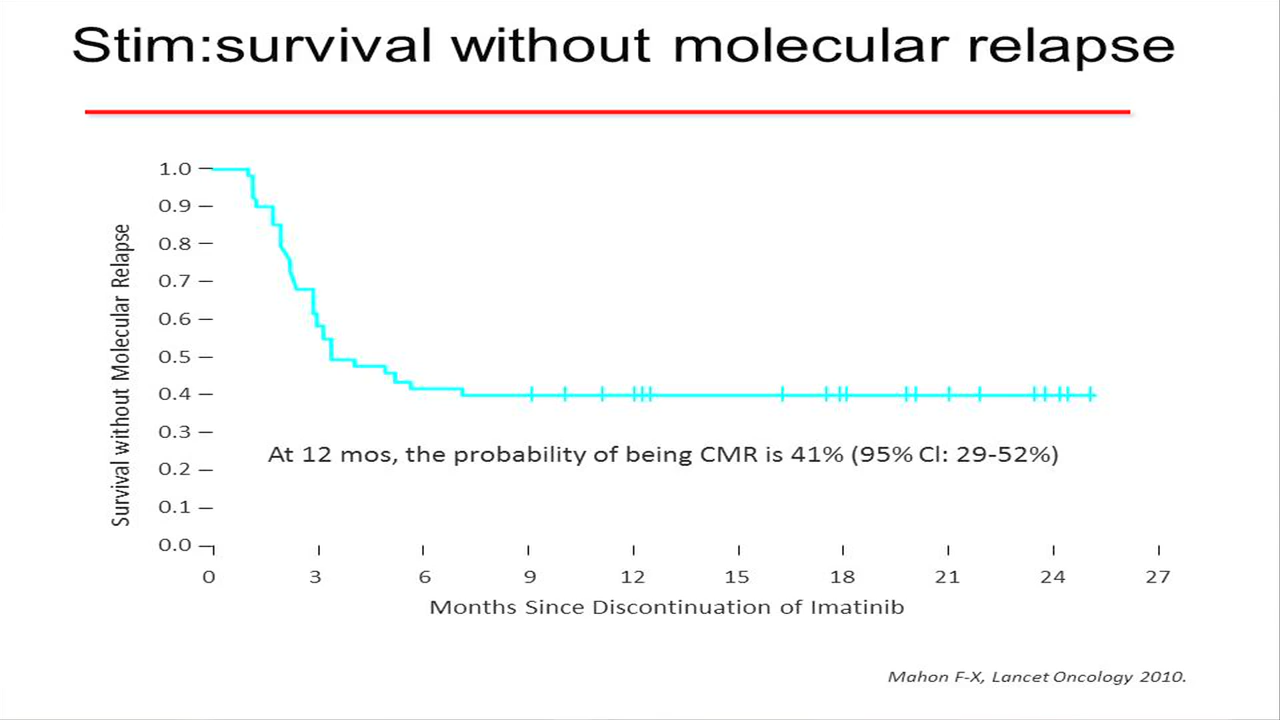 Stim:survival without molecular relapse
Survival without Molecular Relapse
1.0
0.9
0.8
0.7
0.6
0.5
0.4
0.3
0.2
0.1
0.0
At 12 mos, the probability of being CMR is 41% (95% CI: 29-52%)
0 3 6 9 12 15 18 21 24 27
Months Since Discontinuation of Imatinib
Mahon F-X, Lancet Oncology 2010.